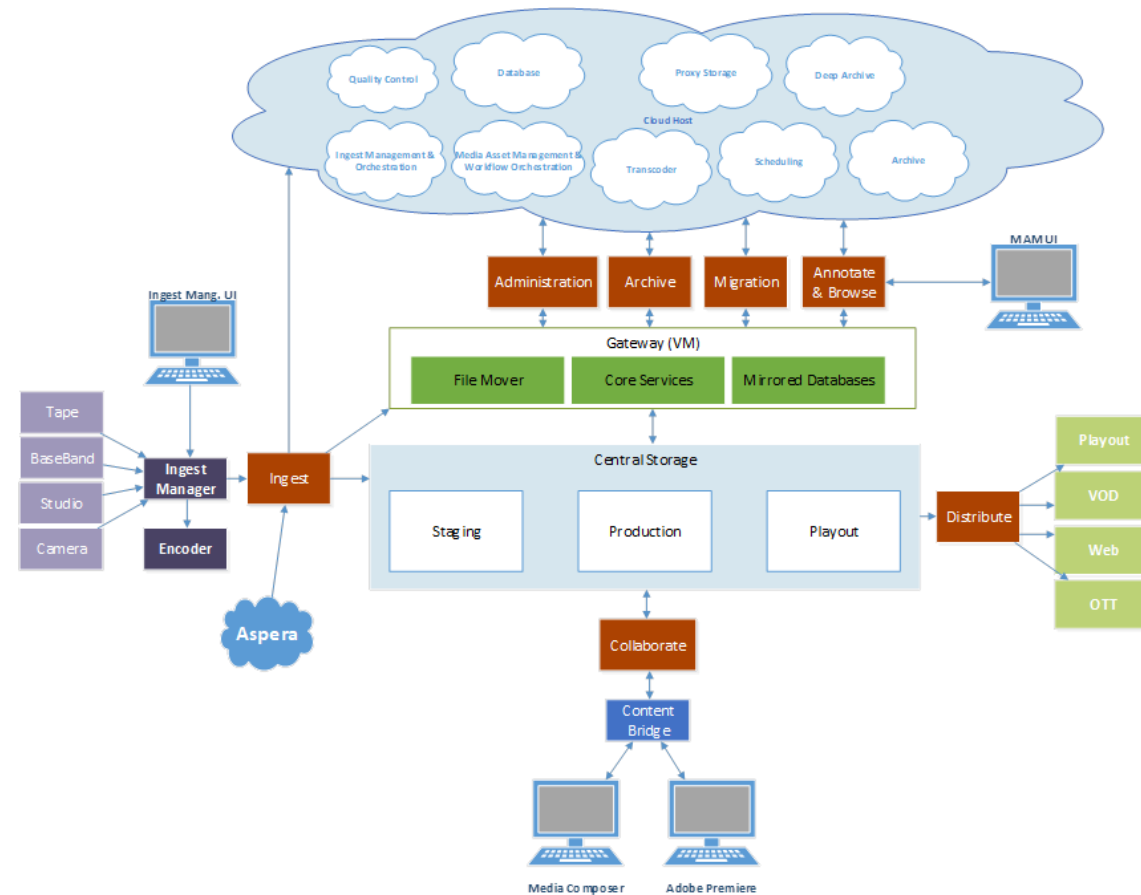 Quality Control
Database
Proxy Storage
Deep Archive
Cloud Host
Ingest Management &
Orchestration
Media Asset Management &
Workflow Orchestration
Transcoder
Scheduling
Archive
MAM UI
Administration
Archive
Migration
Annotate
& Browse
Ingest Mang. UI
Gateway (VM)
File Mover
Core Services
Mirrored Databases
Tape
BaseBand
Studio
Camera
Ingest
Manager
Encoder
Ingest
Aspera
Central Storage
Staging
Production
Playout
Distribute
Playout
VOD
Web
OTT
Collaborate
Content
Bridge
Media Composer
Adobe Premiere